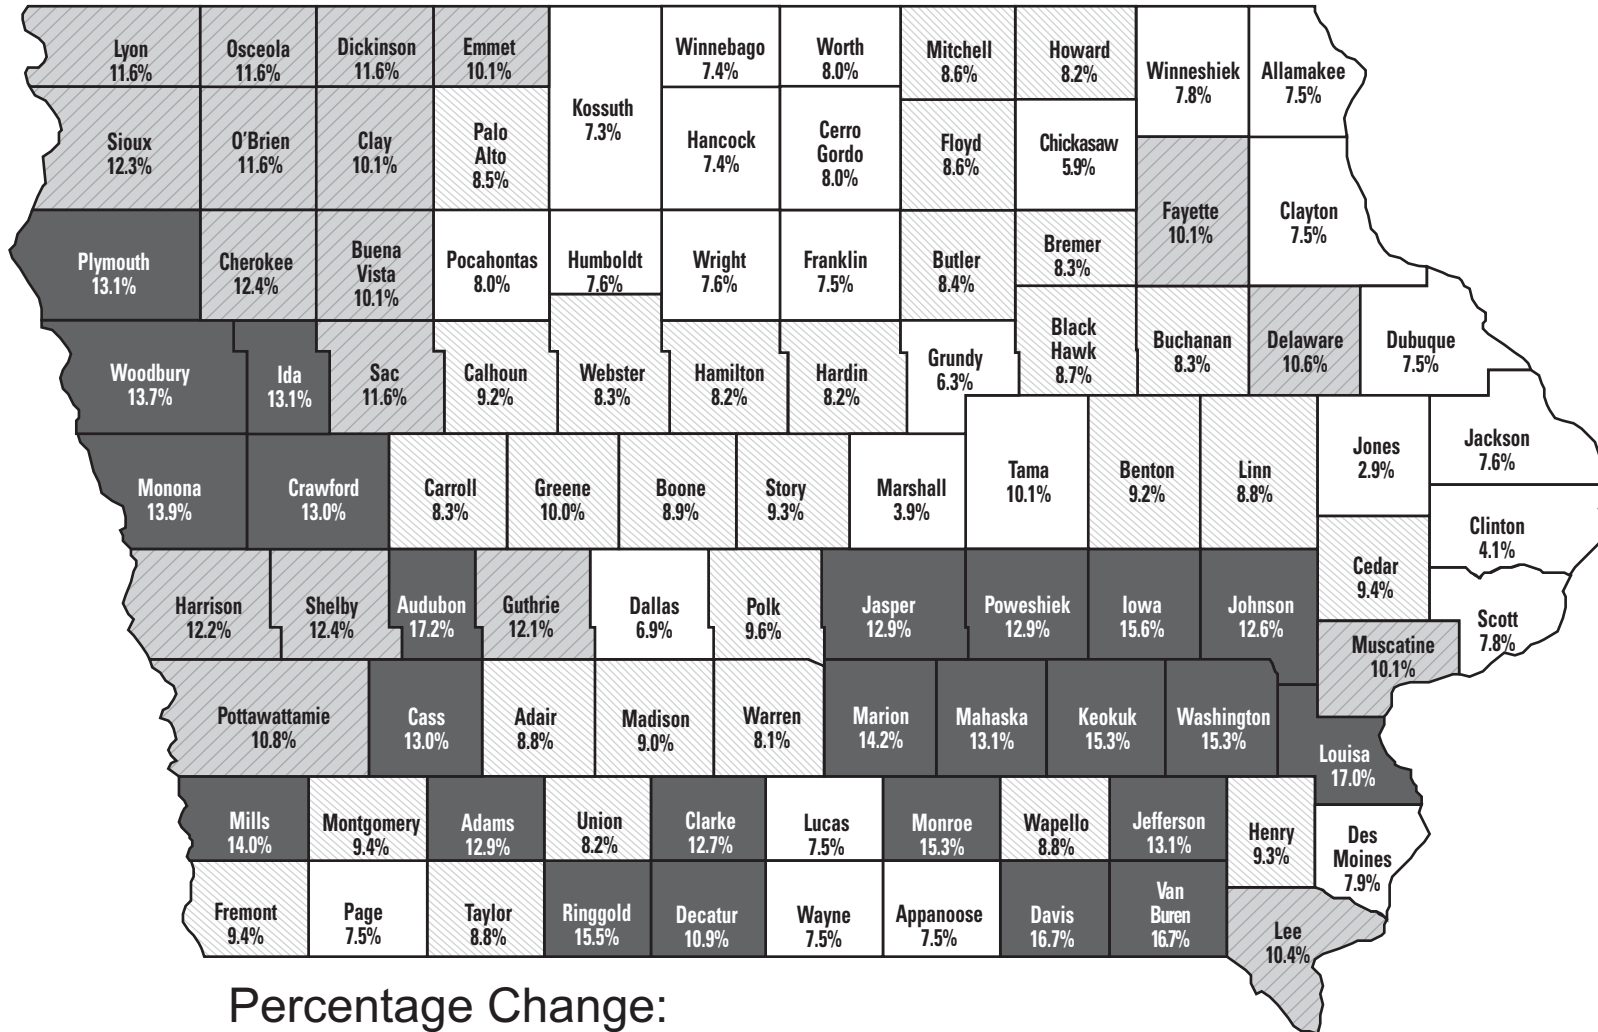 Lyon
11.6%
Osceola
11.6%
Dickinson
11.6%
Emmet
10.1%
Kossuth
7.3%
Winnebago
7.4%
Worth
8.0%
Mitchell
8.6%
Howard
8.2%
Winneshiek
7.8%
Allamakee
7.5%
Sioux
12.3%
O’Brien
11.6%
Clay
10.1%
Palo
Alto
8.5%
Hancock
7.4%
Cerro
Gordo
8.0%
Floyd
8.6%
Chickasaw
5.9%
Fayette
10.1%
Clayton
7.5%
Plymouth
13.1%
Cherokee
12.4%
Buena
Vista
10.1%
Pocahontas
8.0%
Humboldt
7.6%
Wright
7.6%
Franklin
7.5%
Butler
8.4%
Bremer
8.3%
Woodbury
13.7%
Ida
13.1%
Sac
11.6%
Calhoun
9.2%
Webster
8.3%
Hamilton
8.2%
Hardin
8.2%
Grundy
6.3%
Black
Hawk
8.7%
Buchanan
8.3%
Delaware
10.6%
Dubuque
7.5%
Monona
13.9%
Crawford
13.0%
Carroll
8.3%
Greene
10.0%
Boone
8.9%
Story
9.3%
Marshall
3.9%
Tama
10.1%
Benton
9.2%
Linn
8.8%
Jones
2.9%
Jackson
7.6%
Clinton
4.1%
Harrison
12.2%
Shelby
12.4%
Audubon
17.2%
Guthrie
12.1%
Dallas
6.9%
Polk
9.6%
Jasper
12.9%
Poweshiek
12.9%
Iowa
15.6%
Johnson
12.6%
Cedar
9.4%
Scott
7.8%
Muscatine
10.1%
Pottawattamie
10.8%
Cass
13.0%
Adair
8.8%
Madison
9.0%
Warren
8.1%
Marion
14.2%
Mahaska
13.1%
Keokuk
15.3%
Washington
15.3%
Louisa
17.0%
Mills
14.0%
Montgomery
9.4%
Adams
12.9%
Union
8.2%
Clarke
12.7%
Lucas
7.5%
Monroe
15.3%
Wapello
8.8%
Jefferson
13.1%
Henry
9.3%
Des
Moines
7.9%
Fremont
9.4%
Page
7.5%
Taylor
8.8%
Ringgold
15.5%
Decatur
10.9%
Wayne
7.5%
Appanoose
7.5%
Davis
16.7%
Van
Buren
16.7%
Lee
10.4%
Percentage Change: